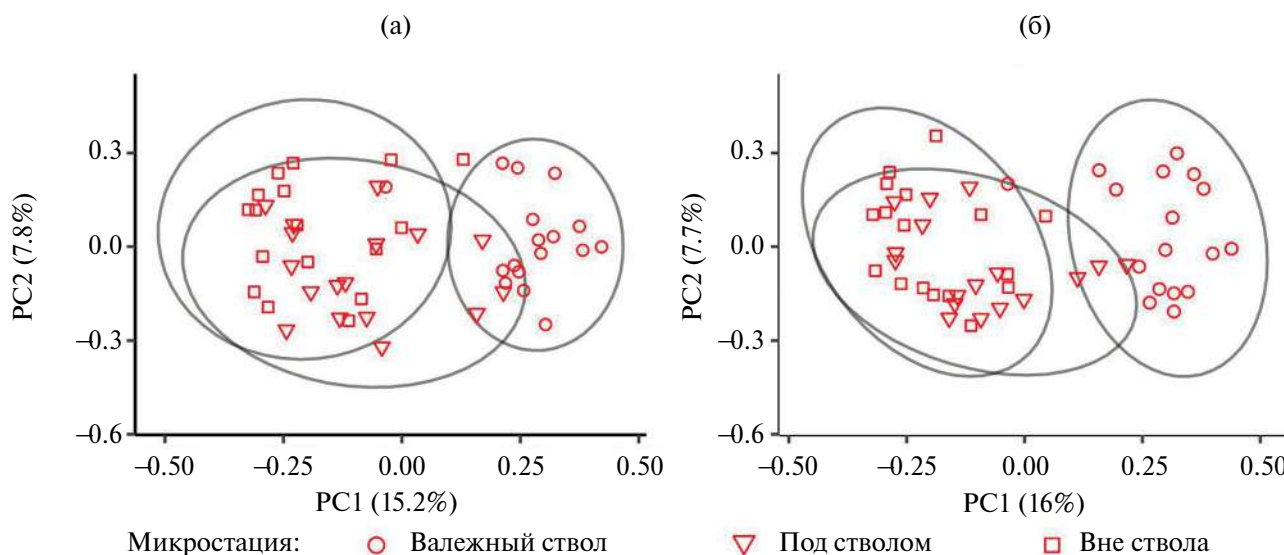 (а)
(б)
0.3
0.0
−0.3
−0.6
PC2 (7.8%)
−0.50
−0.25
0.00
0.25
0.50
PC1 (15.2%)
0.3
0.0
−0.3
−0.6
PC2 (7.7%)
−0.50
−0.25
0.00
0.25
0.50
PC1 (16%)
Микростация: Валежный ствол Под стволом Вне ствола